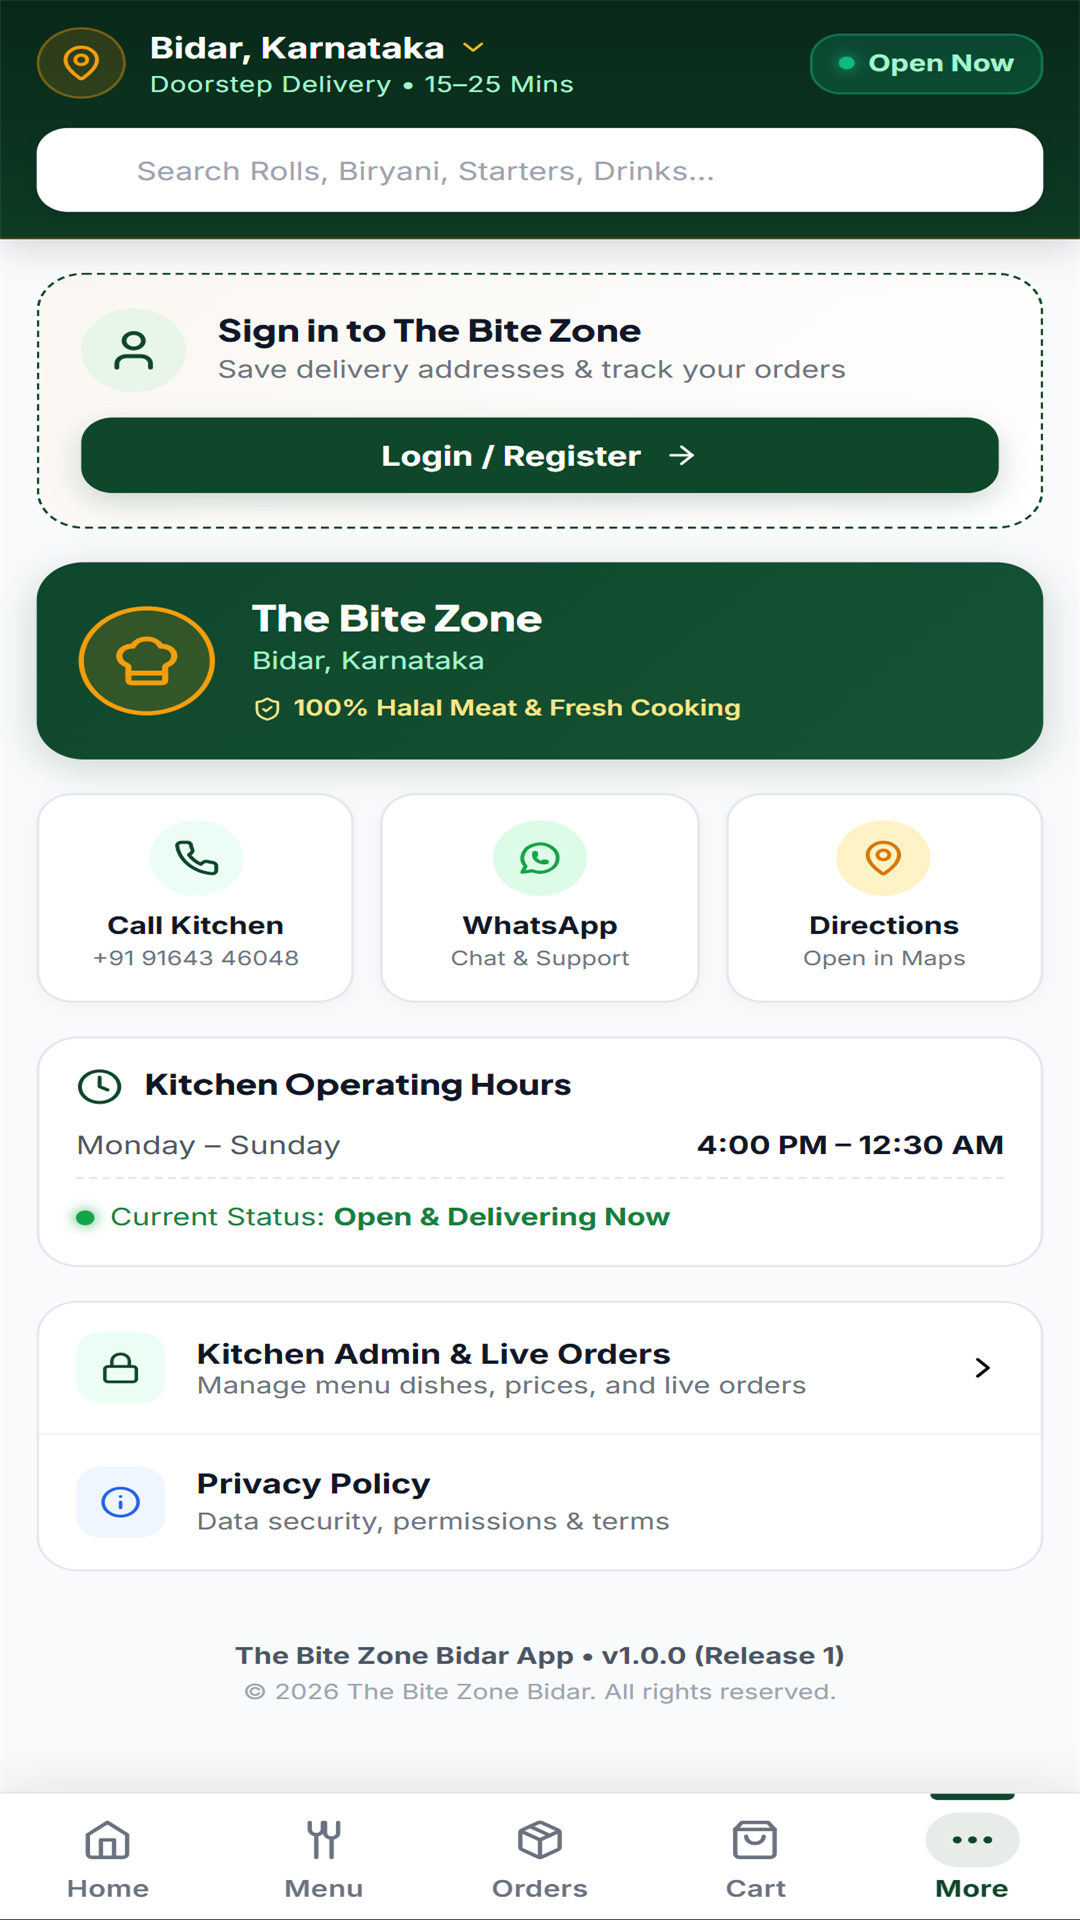 Bidar, Karnataka
Doorstep Delivery • 15–25 Mins
Open Now
Search Rolls, Biryani, Starters, Drinks...
Sign in to The Bite Zone
Save delivery addresses & track your orders
Login / Register
The Bite Zone
Bidar, Karnataka
100% Halal Meat & Fresh Cooking
Call Kitchen
+91 91643 46048
WhatsApp
Chat & Support
Directions
Open in Maps
Kitchen Operating Hours
Monday – Sunday
4:00 PM – 12:30 AM
Current Status: Open & Delivering Now
Kitchen Admin & Live Orders
Manage menu dishes, prices, and live orders
Privacy Policy
Data security, permissions & terms
The Bite Zone Bidar App • v1.0.0 (Release 1)
© 2026 The Bite Zone Bidar. All rights reserved.
Home
Menu
Orders
Cart
More